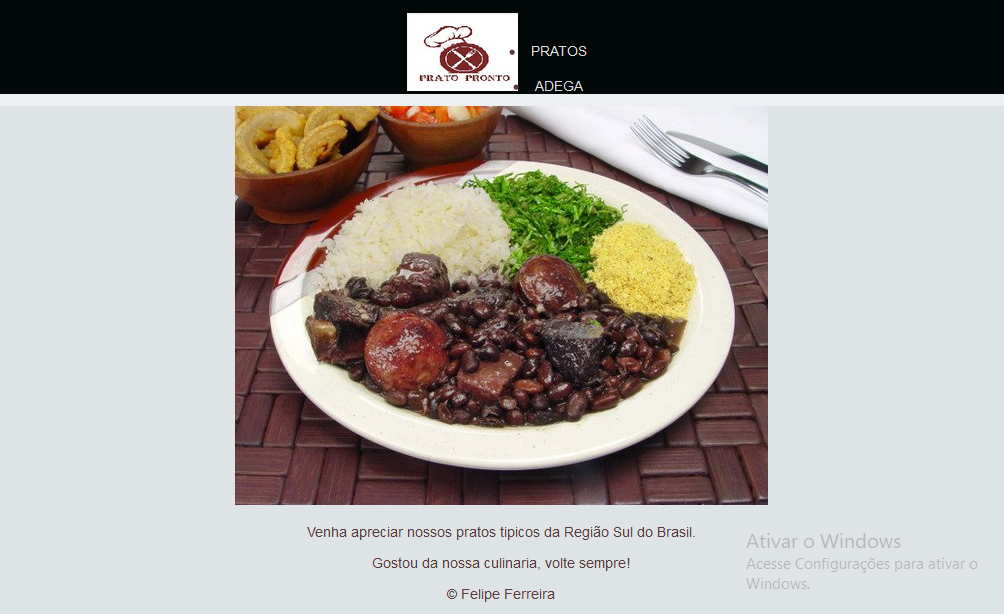 PRATO PRONTO
PRATOS
ADEGA
Venha apreciar nossos pratos tipicos da Região Sul do Brasil.
Gostou da nossa culinaria, volte sempre!
© Felipe Ferreira
Ativar o Windows
Acesse Configurações para ativar o
Windows.